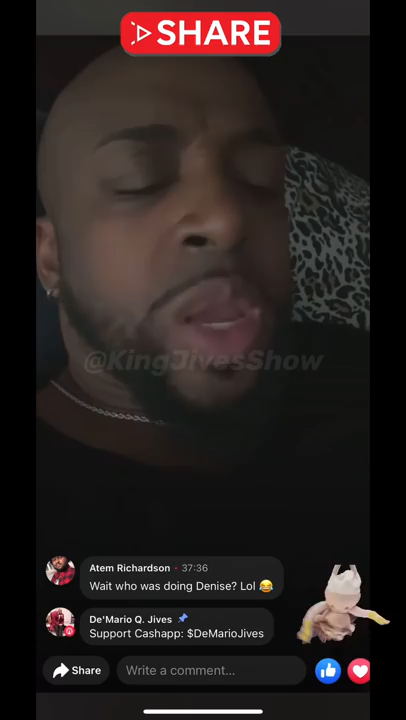 SHARE
@KingJivesShow
Atem Richardson • 37:36
Wait who was doing Denise? Lol 😂
De'Mario Q. Jives 📌
Support Cashapp: $DeMarioJives
Share
Write a comment...